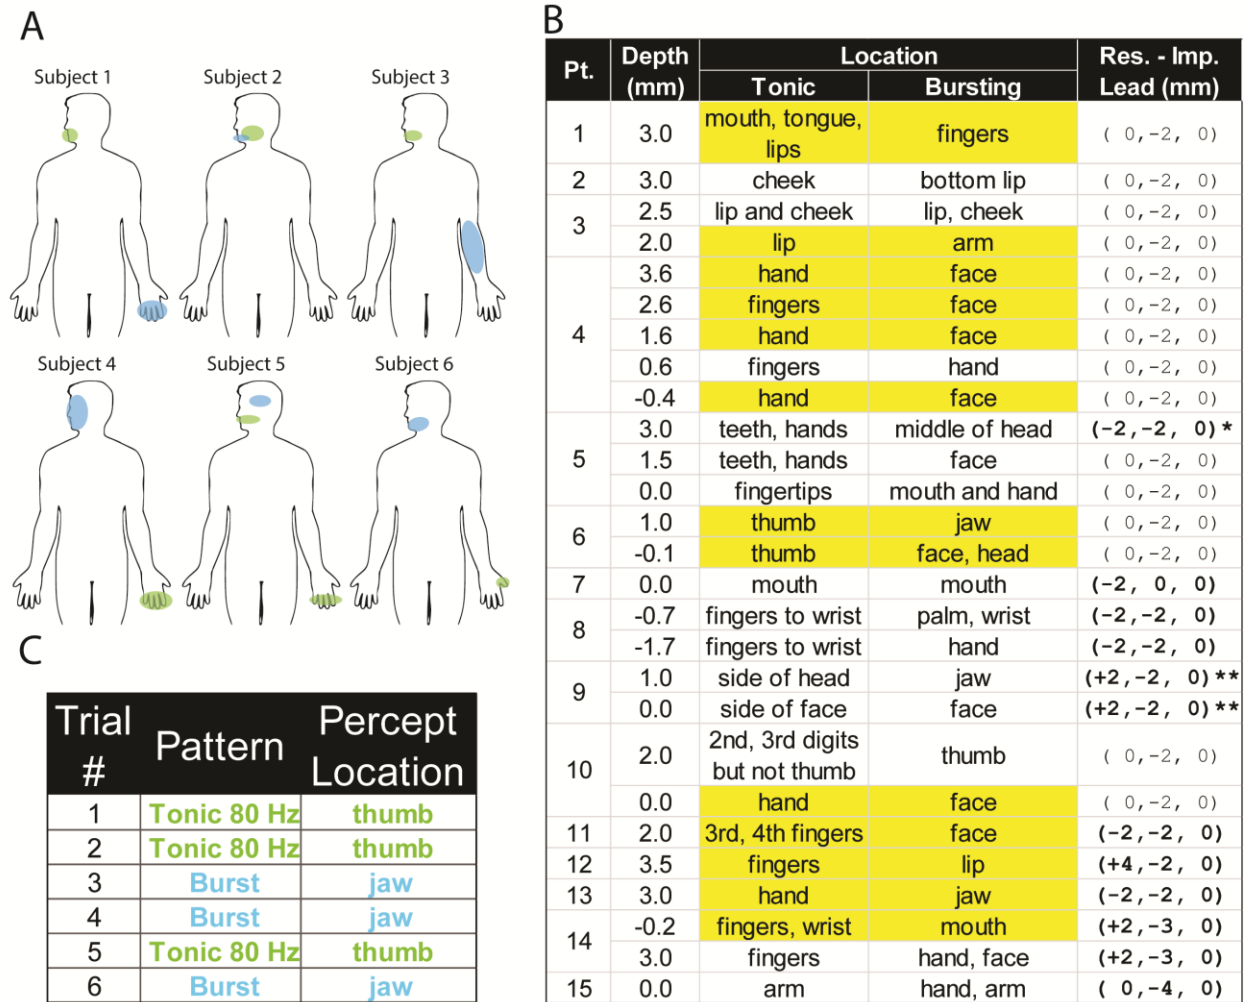 A
Subject 1 Subject 2 Subject 3
Subject 4 Subject 5 Subject 6
B
Pt. Depth (mm) Location Res. - Imp. Lead (mm)
Tonic Bursting
1 3.0 mouth, tongue, lips fingers ( 0,-2, 0)
2 3.0 cheek bottom lip ( 0,-2, 0)
3 2.5 lip and cheek lip, cheek ( 0,-2, 0)
2.0 lip arm ( 0,-2, 0)
4 3.6 hand face ( 0,-2, 0)
2.6 fingers face ( 0,-2, 0)
1.6 hand face ( 0,-2, 0)
0.6 fingers hand ( 0,-2, 0)
-0.4 hand face ( 0,-2, 0)
5 3.0 teeth, hands middle of head (-2,-2, 0)*
1.5 teeth, hands face ( 0,-2, 0)
0.0 fingertips mouth and hand ( 0,-2, 0)
6 1.0 thumb jaw ( 0,-2, 0)
-0.1 thumb face, head ( 0,-2, 0)
7 0.0 mouth mouth (-2, 0, 0)
8 -0.7 fingers to wrist palm, wrist (-2,-2, 0)
-1.7 fingers to wrist hand (-2,-2, 0)
9 1.0 side of head jaw (+2,-2, 0)**
0.0 side of face face (+2,-2, 0)**
10 2.0 2nd, 3rd digits but not thumb thumb ( 0,-2, 0)
0.0 hand face ( 0,-2, 0)
11 2.0 3rd, 4th fingers face (-2,-2, 0)
12 3.5 fingers lip (+4,-2, 0)
13 3.0 hand jaw (-2,-2, 0)
14 -0.2 fingers, wrist mouth (+2,-3, 0)
3.0 fingers hand, face (+2,-3, 0)
15 0.0 arm hand, arm ( 0,-4, 0)
C
Trial # Pattern Percept Location
1 Tonic 80 Hz thumb
2 Tonic 80 Hz thumb
3 Burst jaw
4 Burst jaw
5 Tonic 80 Hz thumb
6 Burst jaw